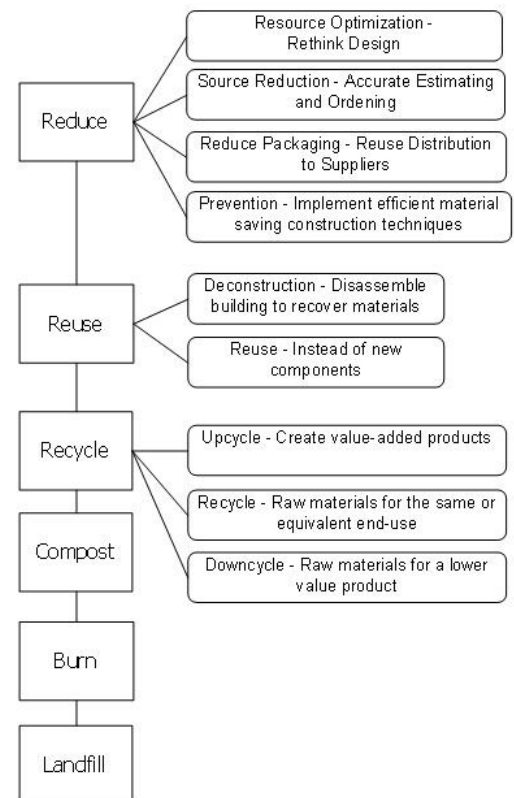 Reduce
Resource Optimization -
Rethink Design
Source Reduction - Accurate Estimating
and Ordening
Reduce Packaging - Reuse Distribution
to Suppliers
Prevention - Implement efficient material
saving construction techniques
Reuse
Deconstruction - Disassemble
building to recover materials
Reuse - Instead of new
components
Recycle
Upcycle - Create value-added products
Recycle - Raw materials for the same or
equivalent end-use
Downcycle - Raw materials for a lower
value product
Compost
Burn
Landfill